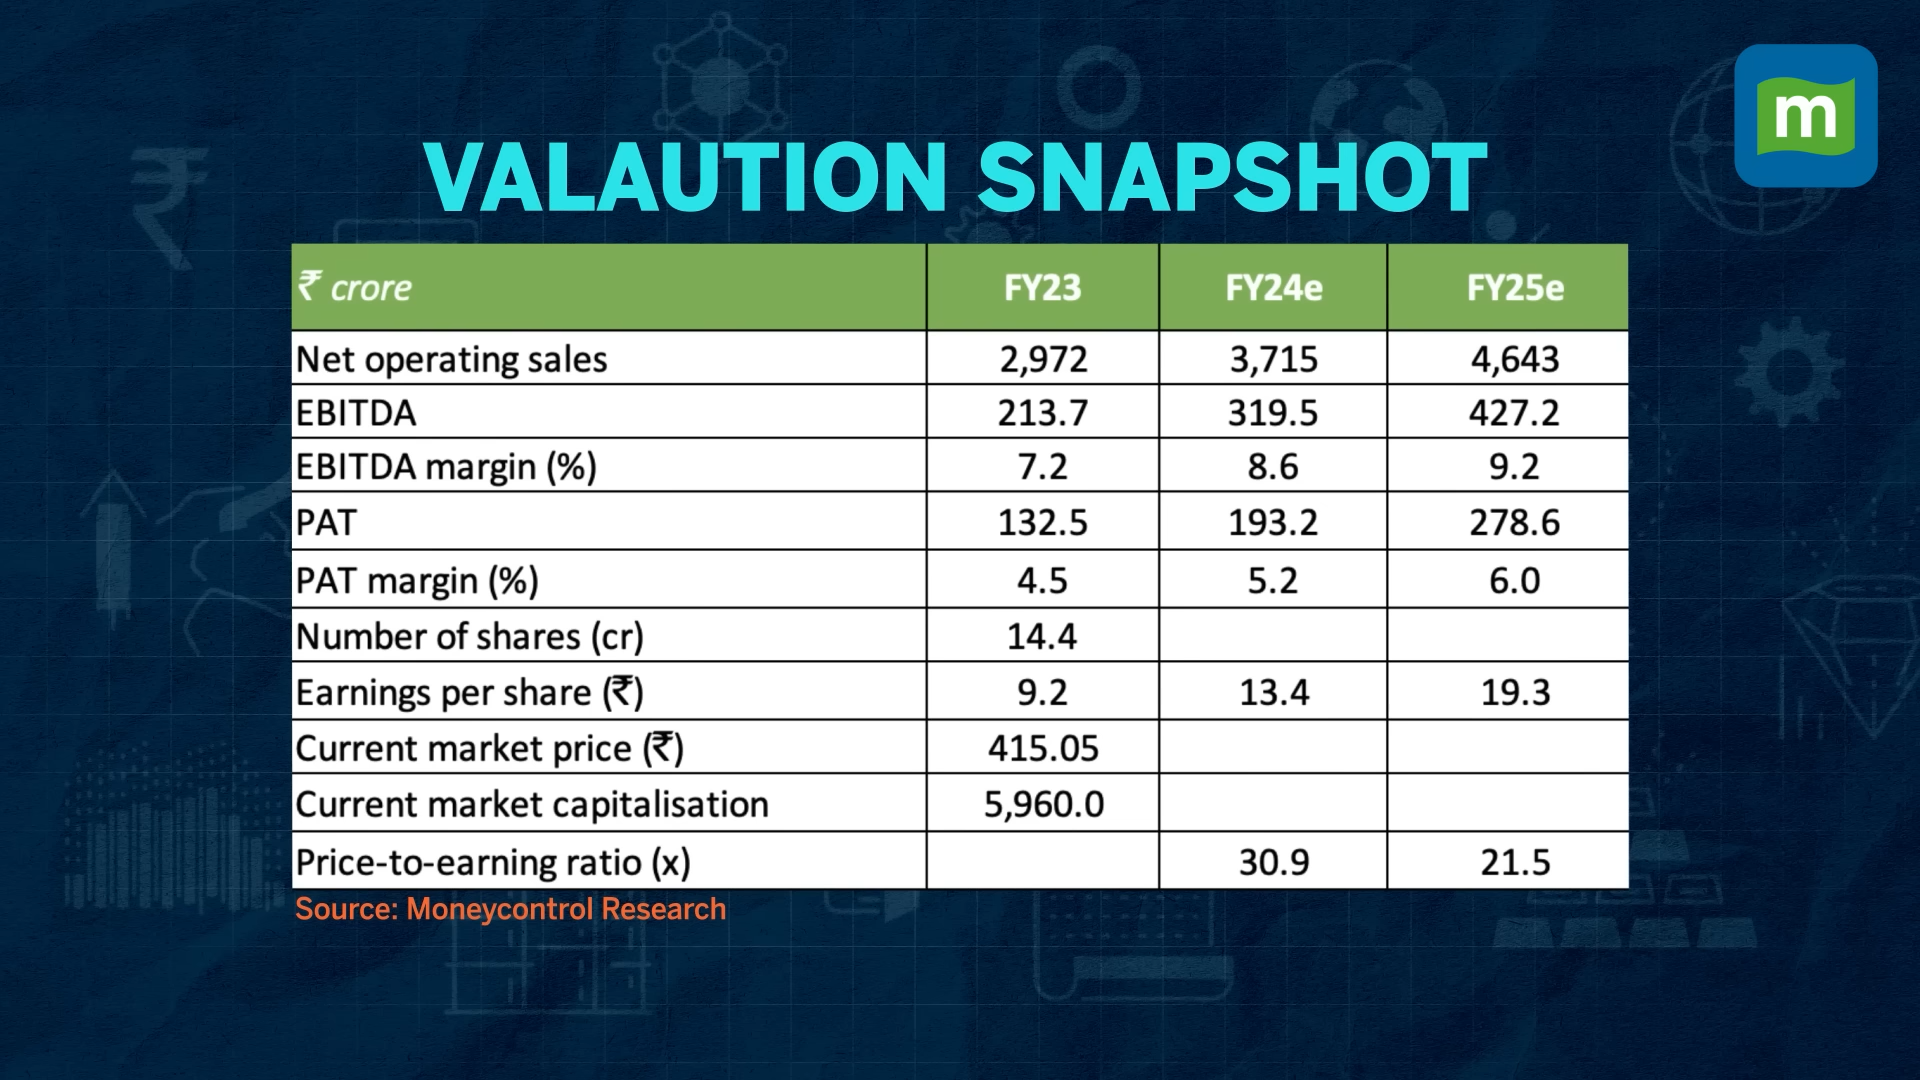 m
VALAUTION SNAPSHOT
₹ crore FY23 FY24e FY25e
Net operating sales 2,972 3,715 4,643
EBITDA 213.7 319.5 427.2
EBITDA margin (%) 7.2 8.6 9.2
PAT 132.5 193.2 278.6
PAT margin (%) 4.5 5.2 6.0
Number of shares (cr) 14.4
Earnings per share (₹) 9.2 13.4 19.3
Current market price (₹) 415.05
Current market capitalisation 5,960.0
Price-to-earning ratio (x) 30.9 21.5
Source: Moneycontrol Research